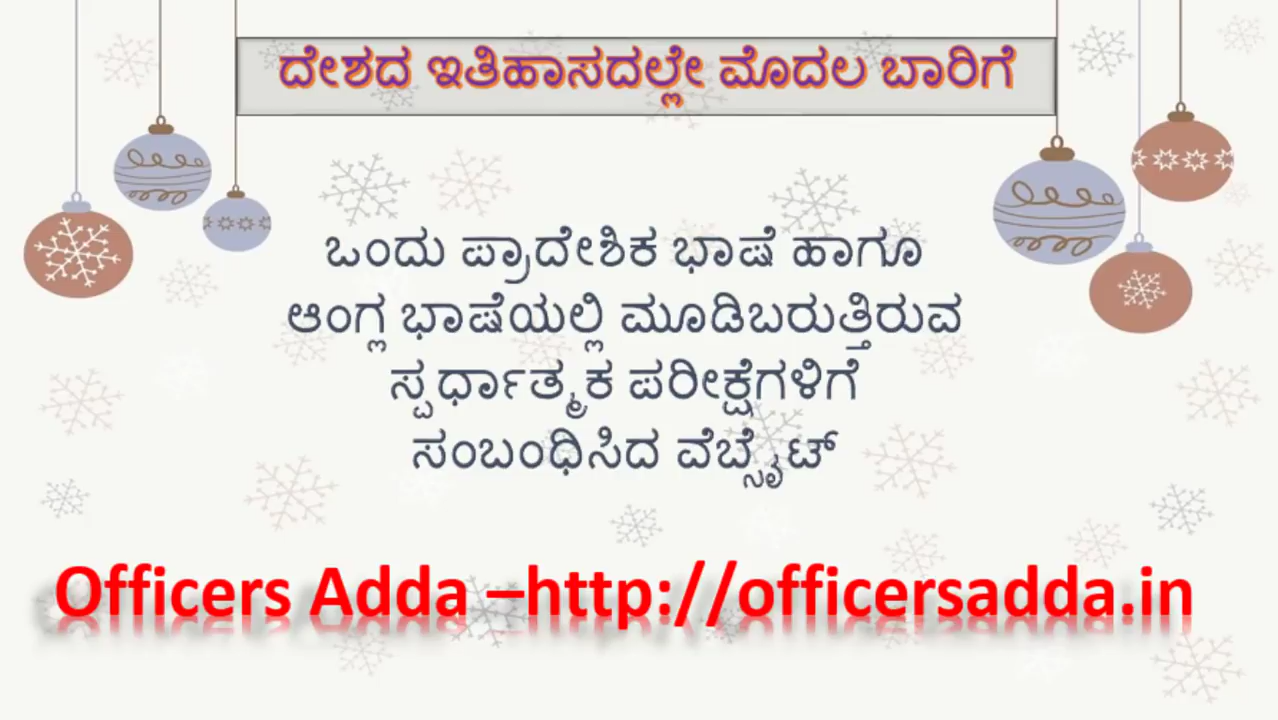 ದೇಶದ ಇತಿಹಾಸದಲ್ಲೇ ಮೊದಲ ಬಾರಿಗೆ
ಒಂದು ಪ್ರಾದೇಶಿಕ ಭಾಷೆ ಹಾಗೂ
ಆಂಗ್ಲ ಭಾಷೆಯಲ್ಲಿ ಮೂಡಿಬರುತ್ತಿರುವ
ಸ್ಪರ್ಧಾತ್ಮಕ ಪರೀಕ್ಷೆಗಳಿಗೆ
ಸಂಬಂಧಿಸಿದ ವೆಬ್ಸೈಟ್
Officers Adda –http://officersadda.in